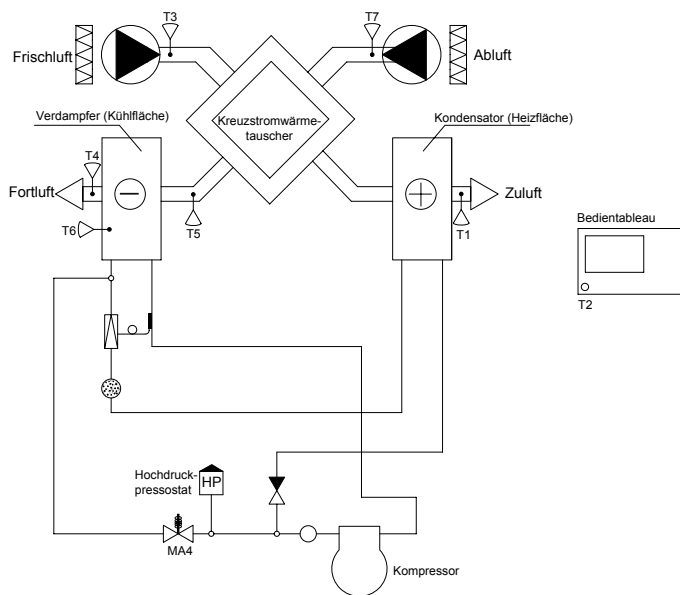 T3
T7
Frischluft
Abluft
Verdampfer (Kühlfläche)
Kreuzstromwärme-
tauscher
Kondensator (Heizfläche)
T4
Fortluft
Zuluft
T6
T5
T1
Bedientableau
T2
Hochdruck-
pressostat
HP
MA4
Kompressor